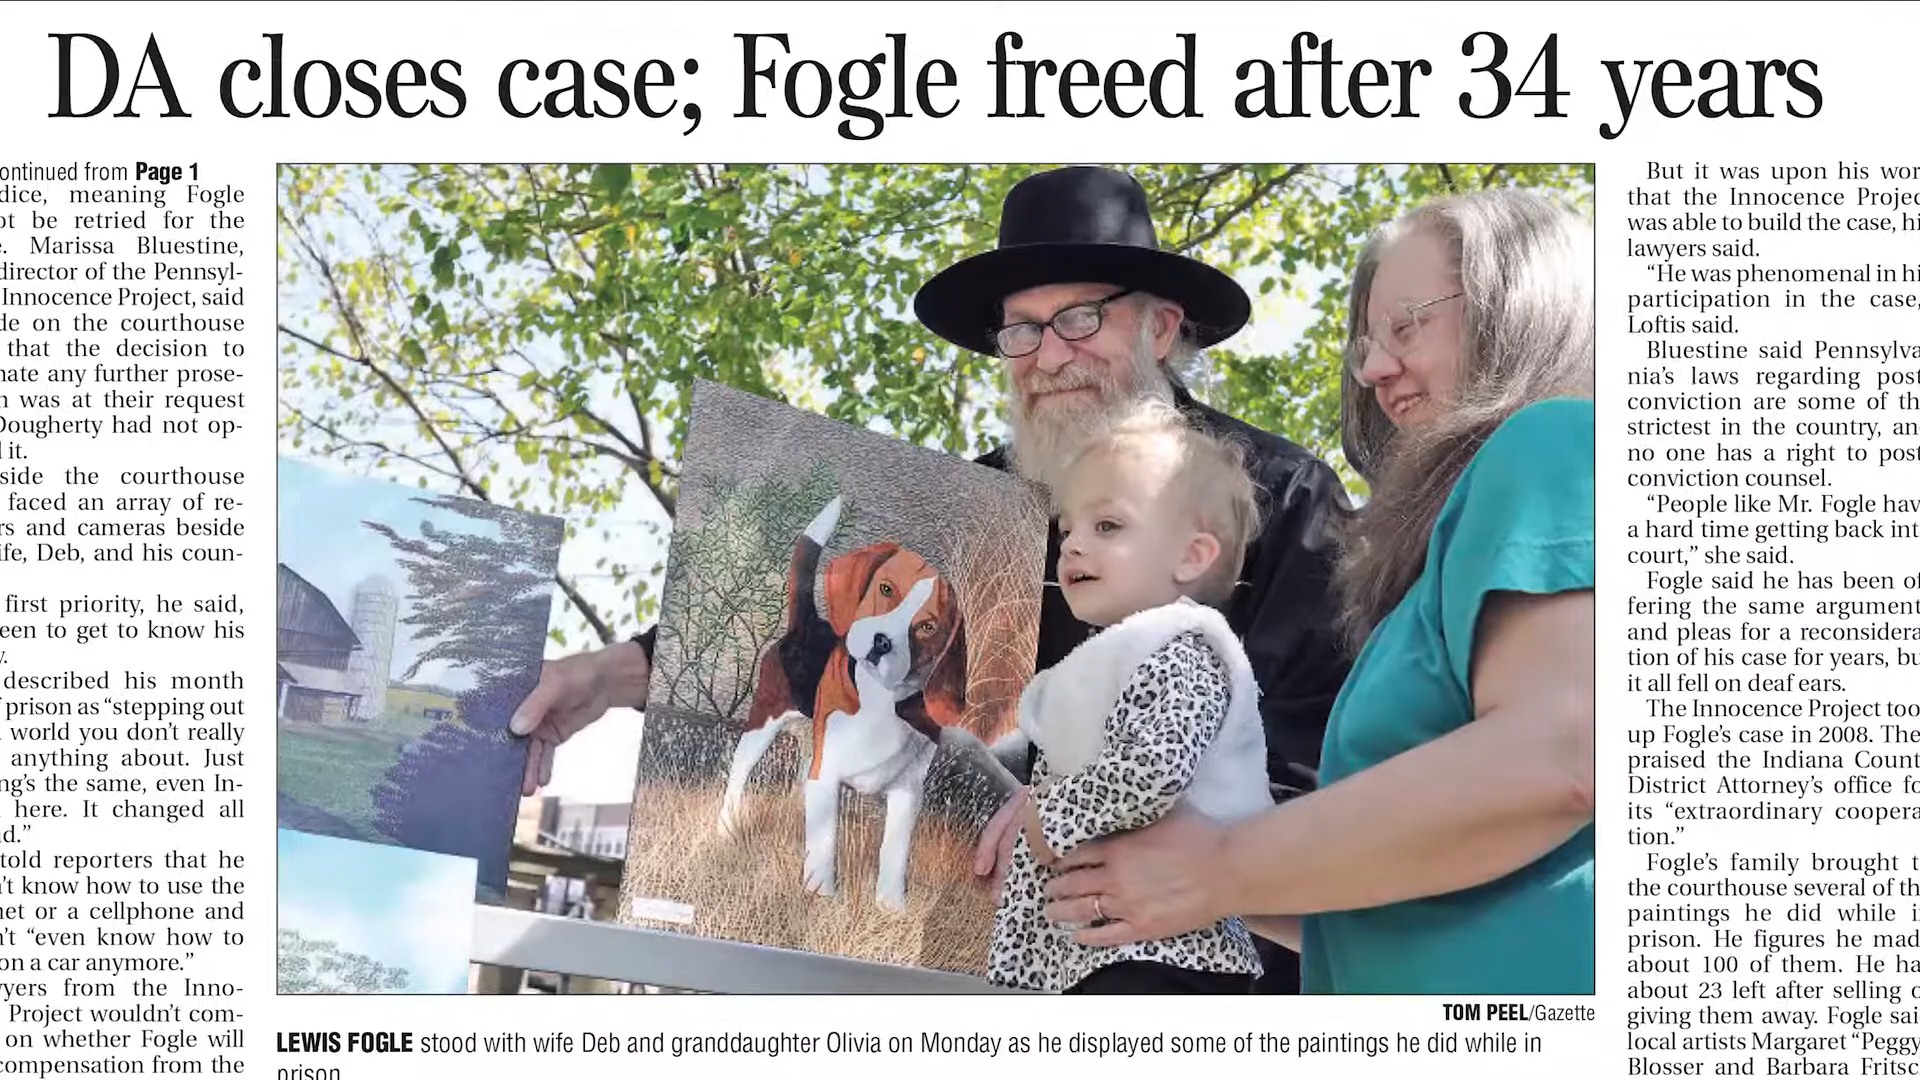 DA closes case; Fogle freed after 34 years
ontinued from Page 1
dice, meaning Fogle
ot be retried for the
e. Marissa Bluestine,
director of the Pennsyl-
Innocence Project, said
de on the courthouse
that the decision to
nate any further prose-
n was at their request
Dougherty had not op-
d it.
side the courthouse
faced an array of re-
rs and cameras beside
ife, Deb, and his coun-
first priority, he said,
een to get to know his
y.
described his month
f prison as “stepping out
world you don’t really
anything about. Just
ng’s the same, even In-
here. It changed all
nd.”
told reporters that he
n’t know how to use the
net or a cellphone and
n’t “even know how to
on a car anymore.”
yers from the Inno-
Project wouldn’t com-
on whether Fogle will
compensation from the
TOM PEEL/Gazette
LEWIS FOGLE stood with wife Deb and granddaughter Olivia on Monday as he displayed some of the paintings he did while in
prison
But it was upon his wor
that the Innocence Projec
was able to build the case, hi
lawyers said.
“He was phenomenal in hi
participation in the case,
Loftis said.
Bluestine said Pennsylva
nia’s laws regarding post
conviction are some of th
strictest in the country, an
no one has a right to post
conviction counsel.
“People like Mr. Fogle hav
a hard time getting back int
court,” she said.
Fogle said he has been of
fering the same argument
and pleas for a reconsidera
tion of his case for years, bu
it all fell on deaf ears.
The Innocence Project too
up Fogle’s case in 2008. The
praised the Indiana Count
District Attorney’s office fo
its “extraordinary coopera
tion.”
Fogle’s family brought t
the courthouse several of th
paintings he did while i
prison. He figures he mad
about 100 of them. He ha
about 23 left after selling o
giving them away. Fogle sai
local artists Margaret “Peggy
Blosser and Barbara Fritsc